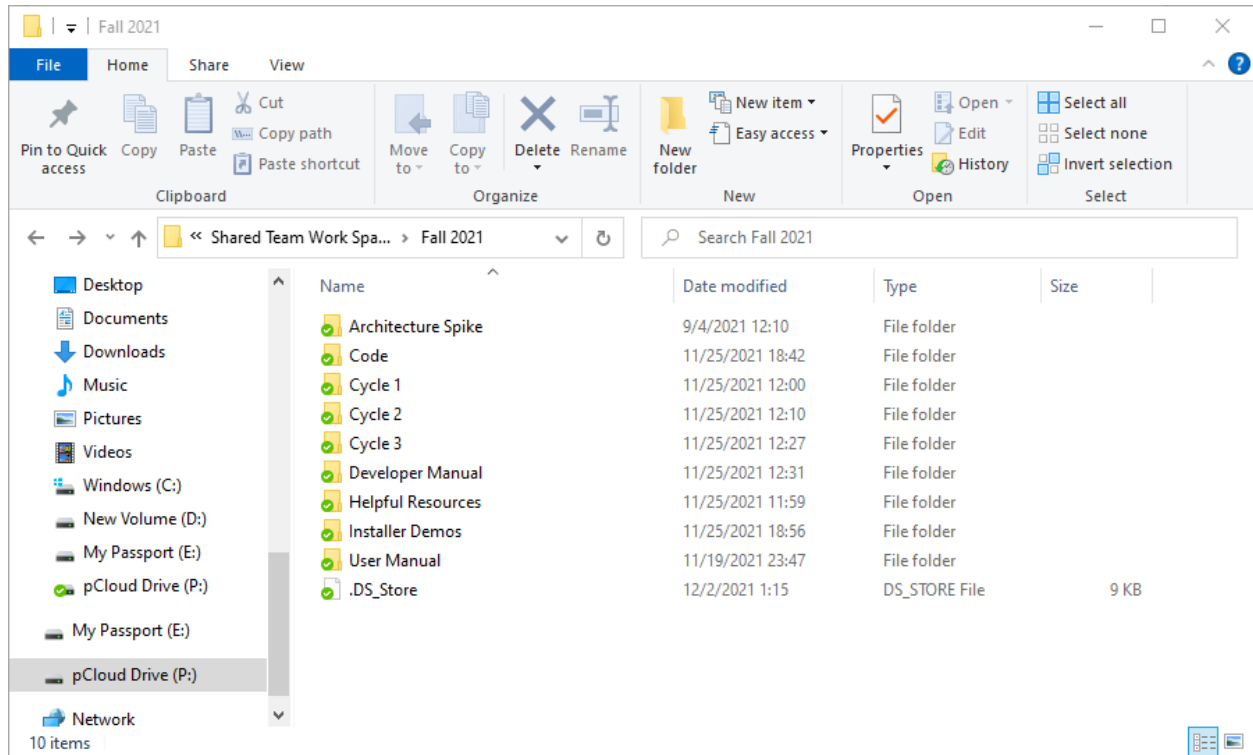 Fall 2021
File Home Share View
Pin to Quick access
Copy
Paste
Cut
Copy path
Paste shortcut
Move to
Copy to
Delete
Rename
New folder
New item
Easy access
Properties
Open
Edit
History
Select all
Select none
Invert selection
Clipboard Organize New Open Select
« Shared Team Work Spa... › Fall 2021
Search Fall 2021
Desktop
Documents
Downloads
Music
Pictures
Videos
Windows (C:)
New Volume (D:)
My Passport (E:)
pCloud Drive (P:)
My Passport (E:)
pCloud Drive (P:)
Network
Name Date modified Type Size
Architecture Spike 9/4/2021 12:10 File folder
Code 11/25/2021 18:42 File folder
Cycle 1 11/25/2021 12:00 File folder
Cycle 2 11/25/2021 12:10 File folder
Cycle 3 11/25/2021 12:27 File folder
Developer Manual 11/25/2021 12:31 File folder
Helpful Resources 11/25/2021 11:59 File folder
Installer Demos 11/25/2021 18:56 File folder
User Manual 11/19/2021 23:47 File folder
.DS_Store 12/2/2021 1:15 DS_STORE File 9 KB
10 items